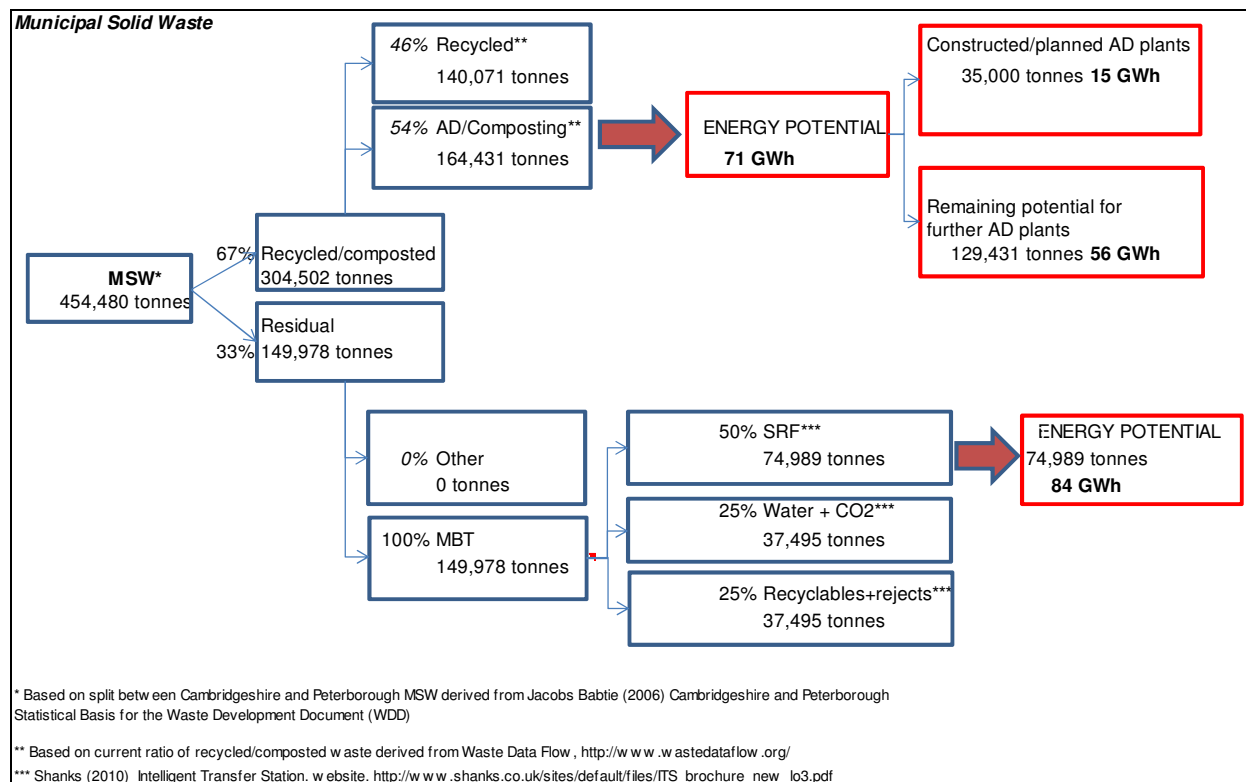 Municipal Solid Waste
46% Recycled**
140,071 tonnes
54% AD/Composting**
164,431 tonnes
ENERGY POTENTIAL
71 GWh
Constructed/planned AD plants
35,000 tonnes 15 GWh
Remaining potential for
further AD plants
129,431 tonnes 56 GWh
67% Recycled/composted
304,502 tonnes
MSW*
454,480 tonnes
Residual
33% 149,978 tonnes
0% Other
0 tonnes
100% MBT
149,978 tonnes
50% SRF***
74,989 tonnes
25% Water + CO2***
37,495 tonnes
25% Recyclables+rejects***
37,495 tonnes
ENERGY POTENTIAL
74,989 tonnes
84 GWh
* Based on split between Cambridgeshire and Peterborough MSW derived from Jacobs Babtie (2006) Cambridgeshire and Peterborough
Statistical Basis for the Waste Development Document (WDD)
** Based on current ratio of recycled/composted waste derived from Waste Data Flow, http://www.wastedataflow.org/
*** Shanks (2010) Intelligent Transfer Station, website, http://www.shanks.co.uk/sites/default/files/ITS_brochure_new_lo3.pdf